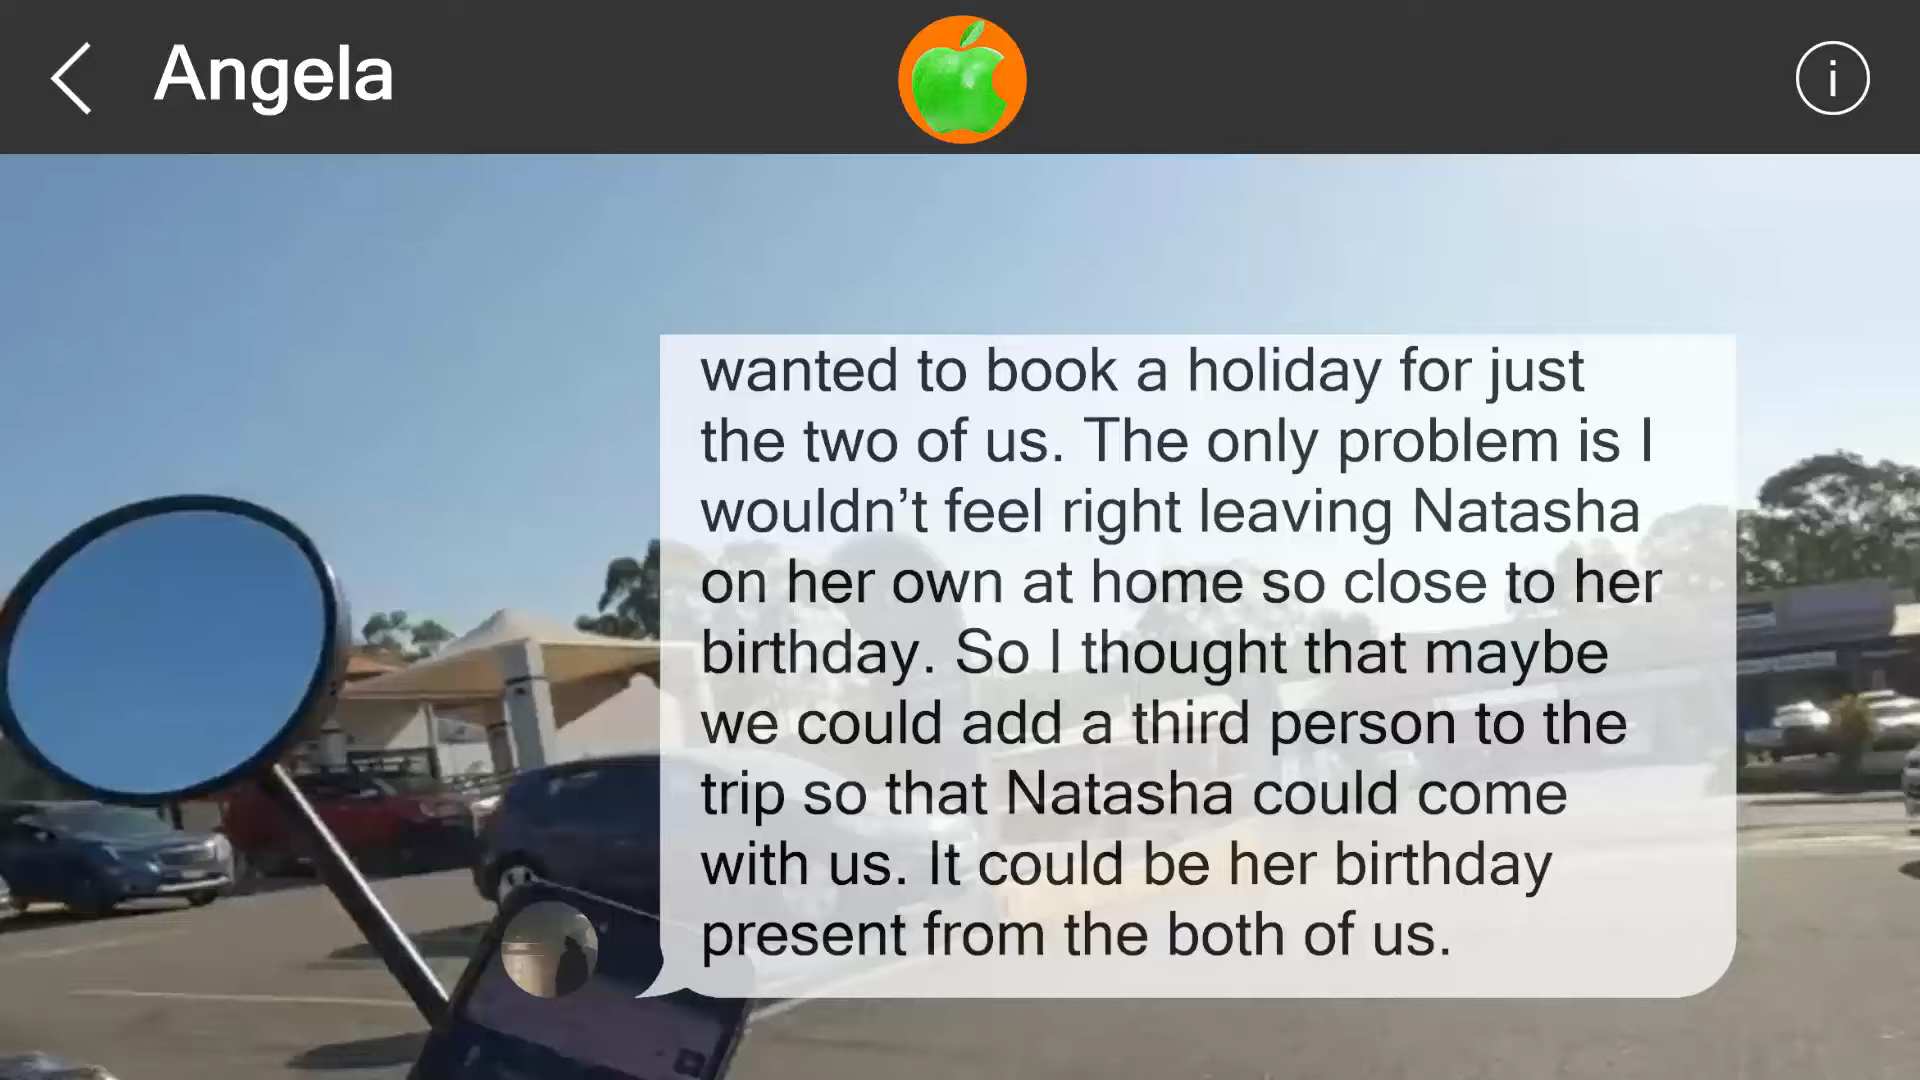 Angela
i
wanted to book a holiday for just
the two of us. The only problem is I
wouldn’t feel right leaving Natasha
on her own at home so close to her
birthday. So I thought that maybe
we could add a third person to the
trip so that Natasha could come
with us. It could be her birthday
present from the both of us.